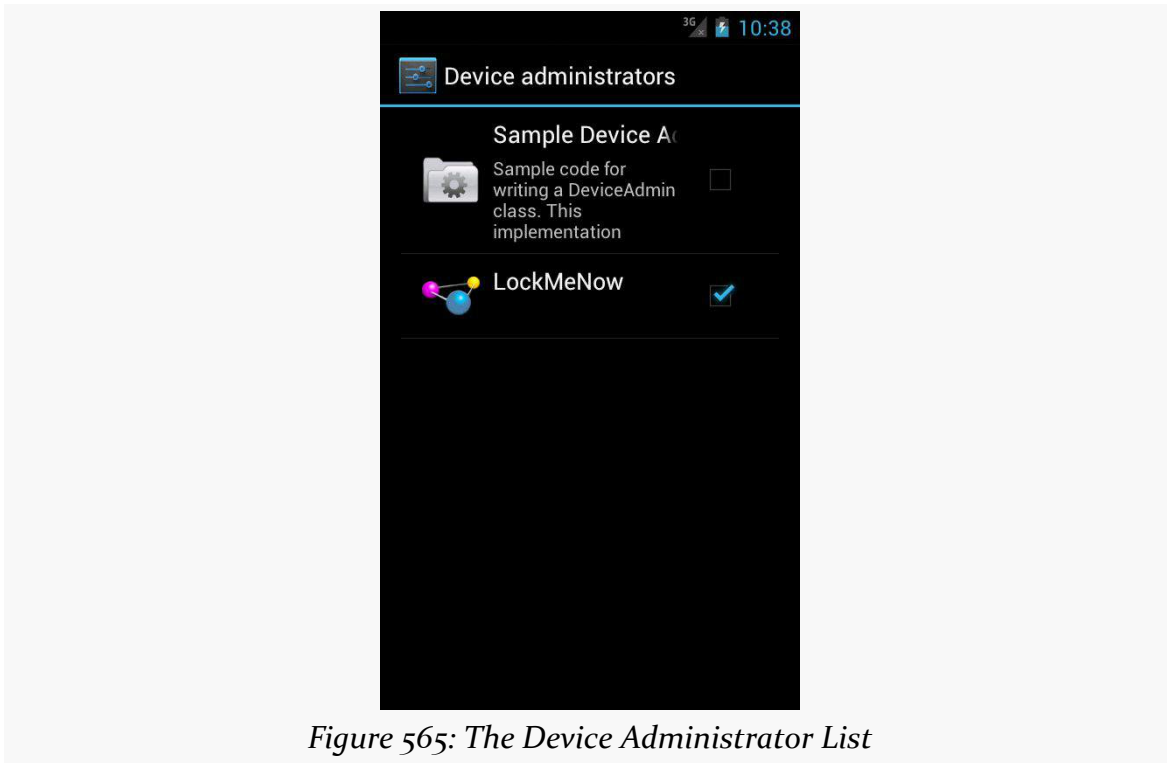 3G
10:38
Device administrators
Sample Device A
Sample code for
writing a DeviceAdmin
class. This
implementation
LockMeNow
Figure 565: The Device Administrator List